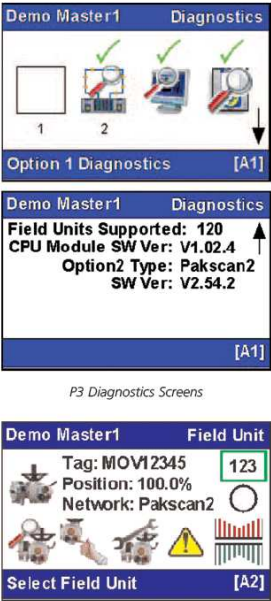 Demo Master1 Diagnostics
1 2
Option 1 Diagnostics [A1]
Demo Master1 Diagnostics
Field Units Supported: 120
CPU Module SW Ver: V1.02.4
Option2 Type: Pakscan2
SW Ver: V2.54.2
[A1]
P3 Diagnostics Screens
Demo Master1 Field Unit
Tag: MOV12345 123
Position: 100.0%
Network: Pakscan2
Select Field Unit [A2]